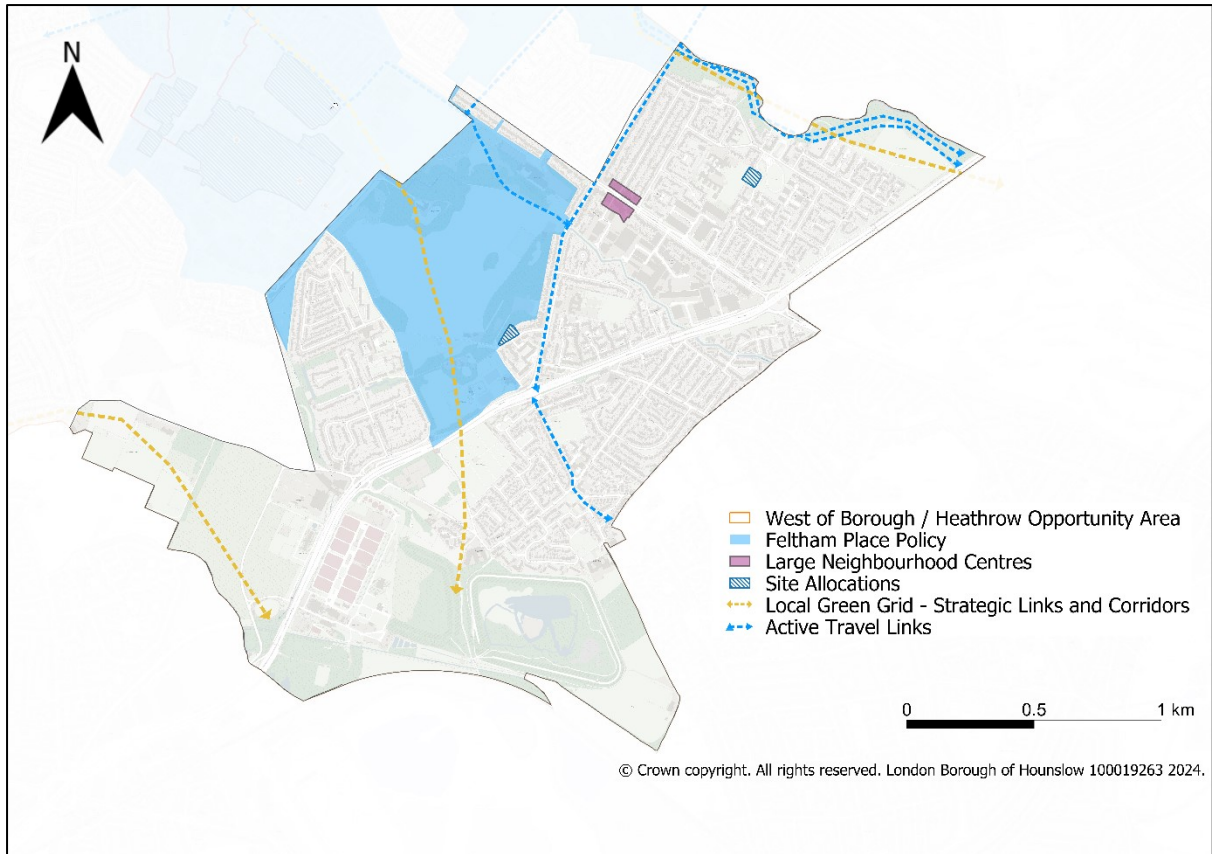 N
West of Borough / Heathrow Opportunity Area
Feltham Place Policy
Large Neighbourhood Centres
Site Allocations
Local Green Grid - Strategic Links and Corridors
Active Travel Links
0 0.5 1 km
© Crown copyright. All rights reserved. London Borough of Hounslow 100019263 2024.